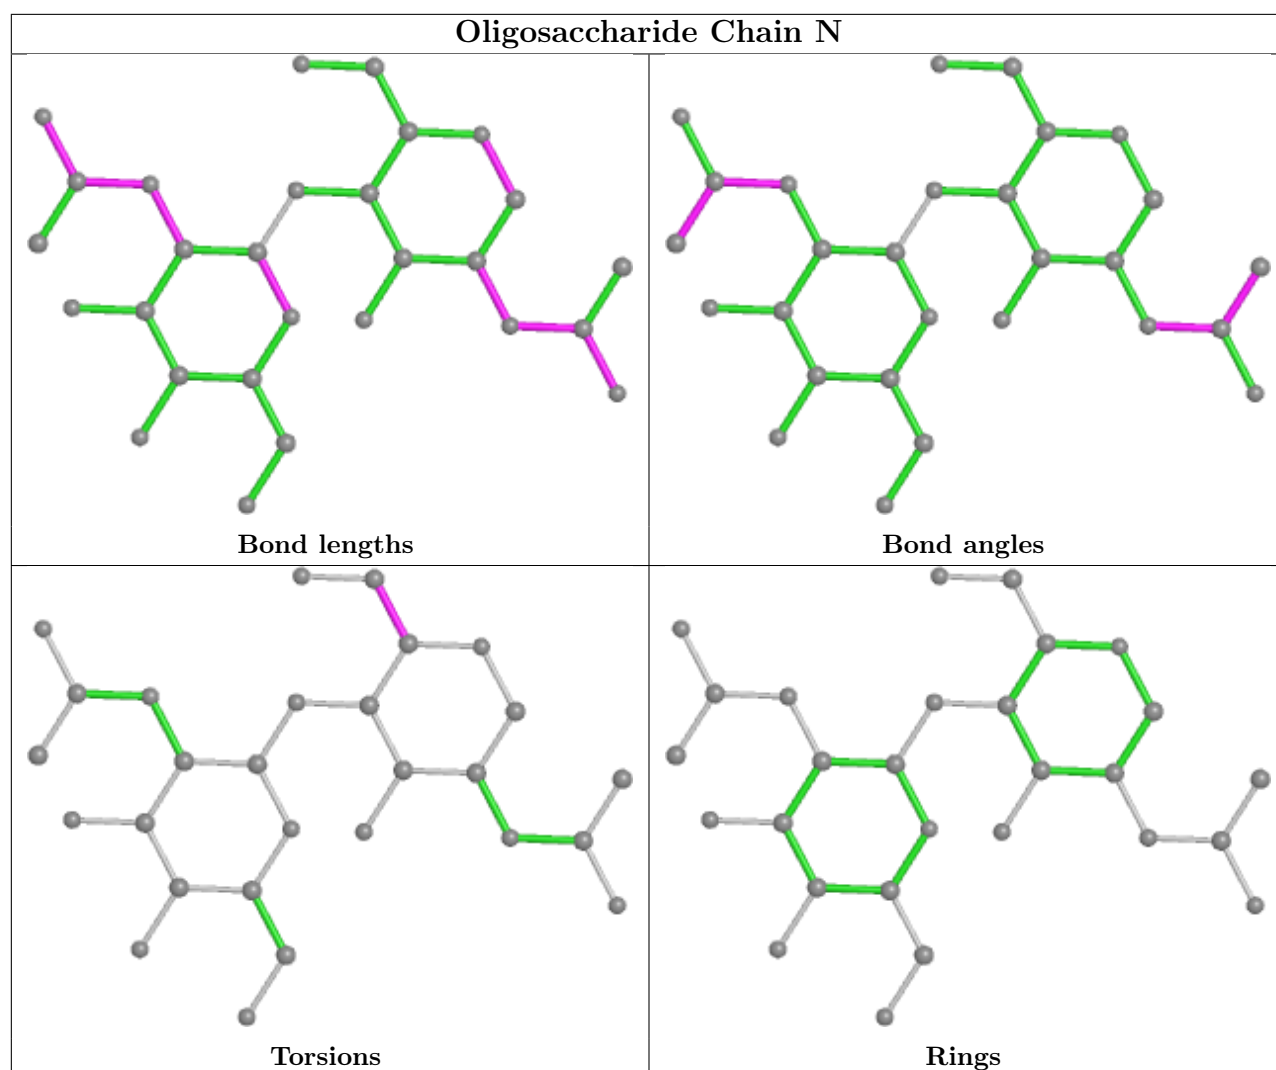 Oligosaccharide Chain N
Bond lengths
Bond angles
Torsions
Rings